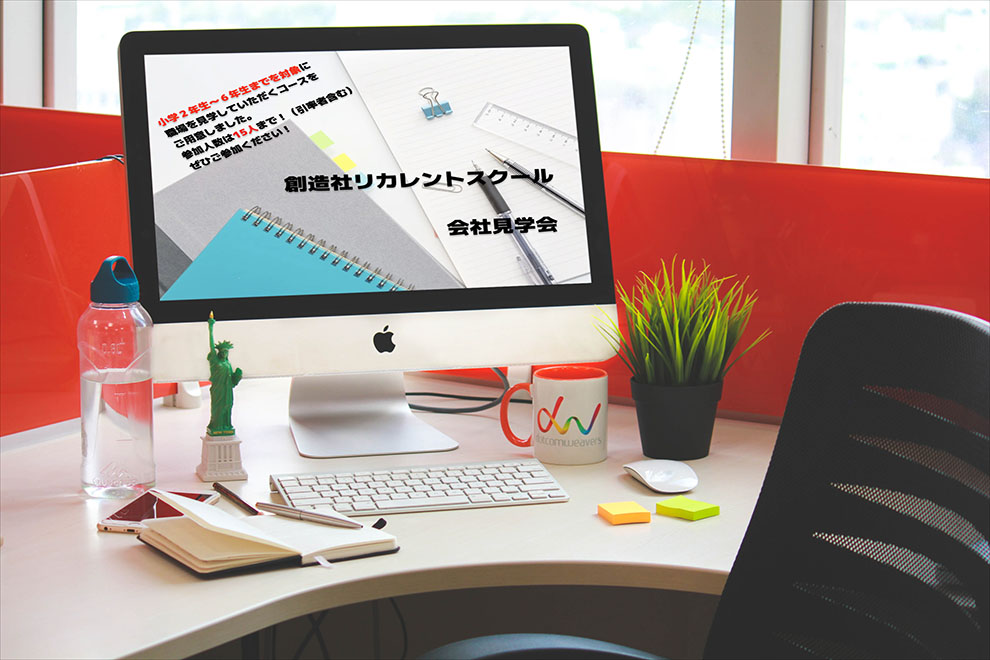 小学２年生～６年生までを対象に
職場を見学していただくコースを
ご用意しました。
参加人数は15人まで！（引率者含む）
ぜひご参加ください！
創造社リカレントスクール
会社見学会
dw
dotcomweavers